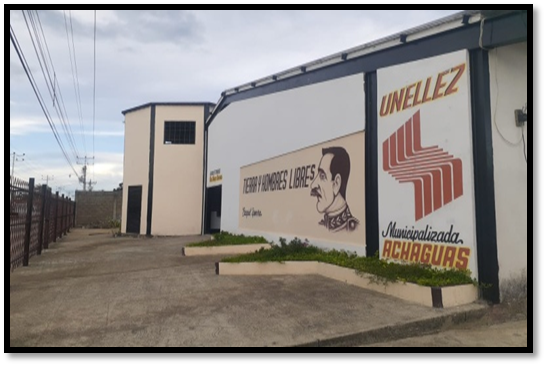 TIERRA Y HOMBRES LIBRES
UNELLEZ
Municipalizada
ACHAGUAS